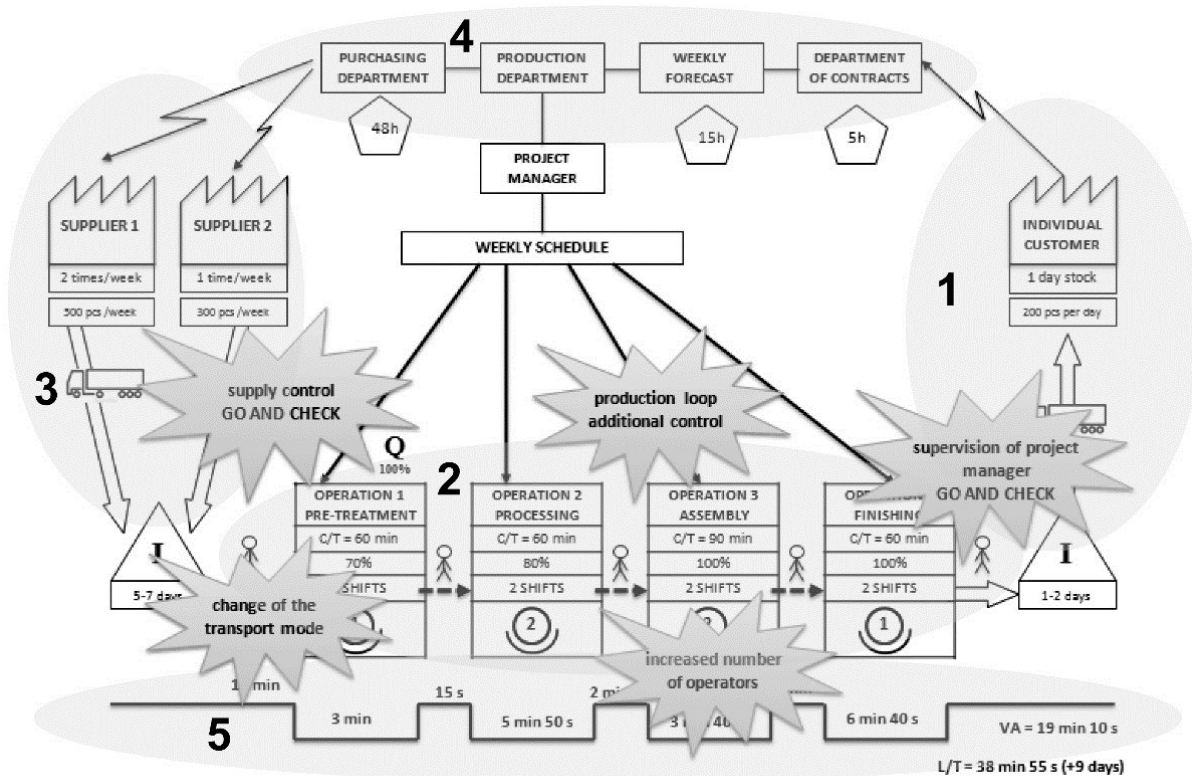 4
PURCHASING
DEPARTMENT
PRODUCTION
DEPARTMENT
WEEKLY
FORECAST
DEPARTMENT
OF CONTRACTS
48h
15h
5h
PROJECT
MANAGER
WEEKLY SCHEDULE
SUPPLIER 1
2 times/week
500 pcs/week
SUPPLIER 2
1 time/week
300 pcs/week
INDIVIDUAL
CUSTOMER
1 day stock
200 pcs per day
1
3
supply control
GO AND CHECK
production loop
additional control
supervision of project
manager
GO AND CHECK
Q
100%
2
OPERATION 1
PRE-TREATMENT
C/T = 60 min
70%
SHIFTS
OPERATION 2
PROCESSING
C/T = 60 min
80%
2 SHIFTS
2
OPERATION 3
ASSEMBLY
C/T = 90 min
100%
2 SHIFTS
FINISHING
C/T = 60 min
100%
2 SHIFTS
1
I
5-7 days
I
1-2 days
change of the
transport mode
increased number
of operators
min
15 s
5
3 min
5 min 50 s
6 min 40 s
VA = 19 min 10 s
L/T = 38 min 55 s (+9 days)